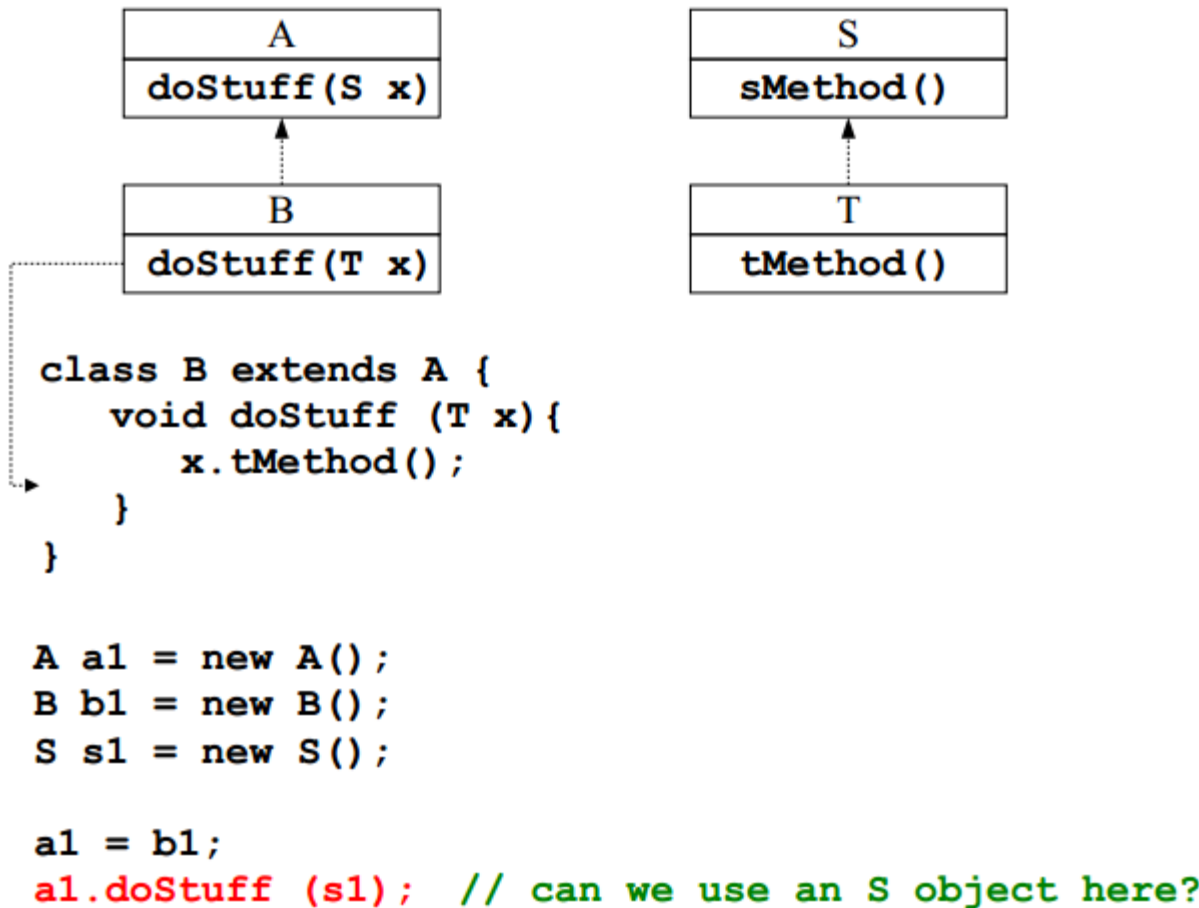 A S
doStuff(S x) sMethod()
B T
doStuff(T x) tMethod()
class B extends A {
void doStuff (T x){
x.tMethod();
}
}
A a1 = new A();
B b1 = new B();
S s1 = new S();
a1 = b1;
a1.doStuff (s1); // can we use an S object here?